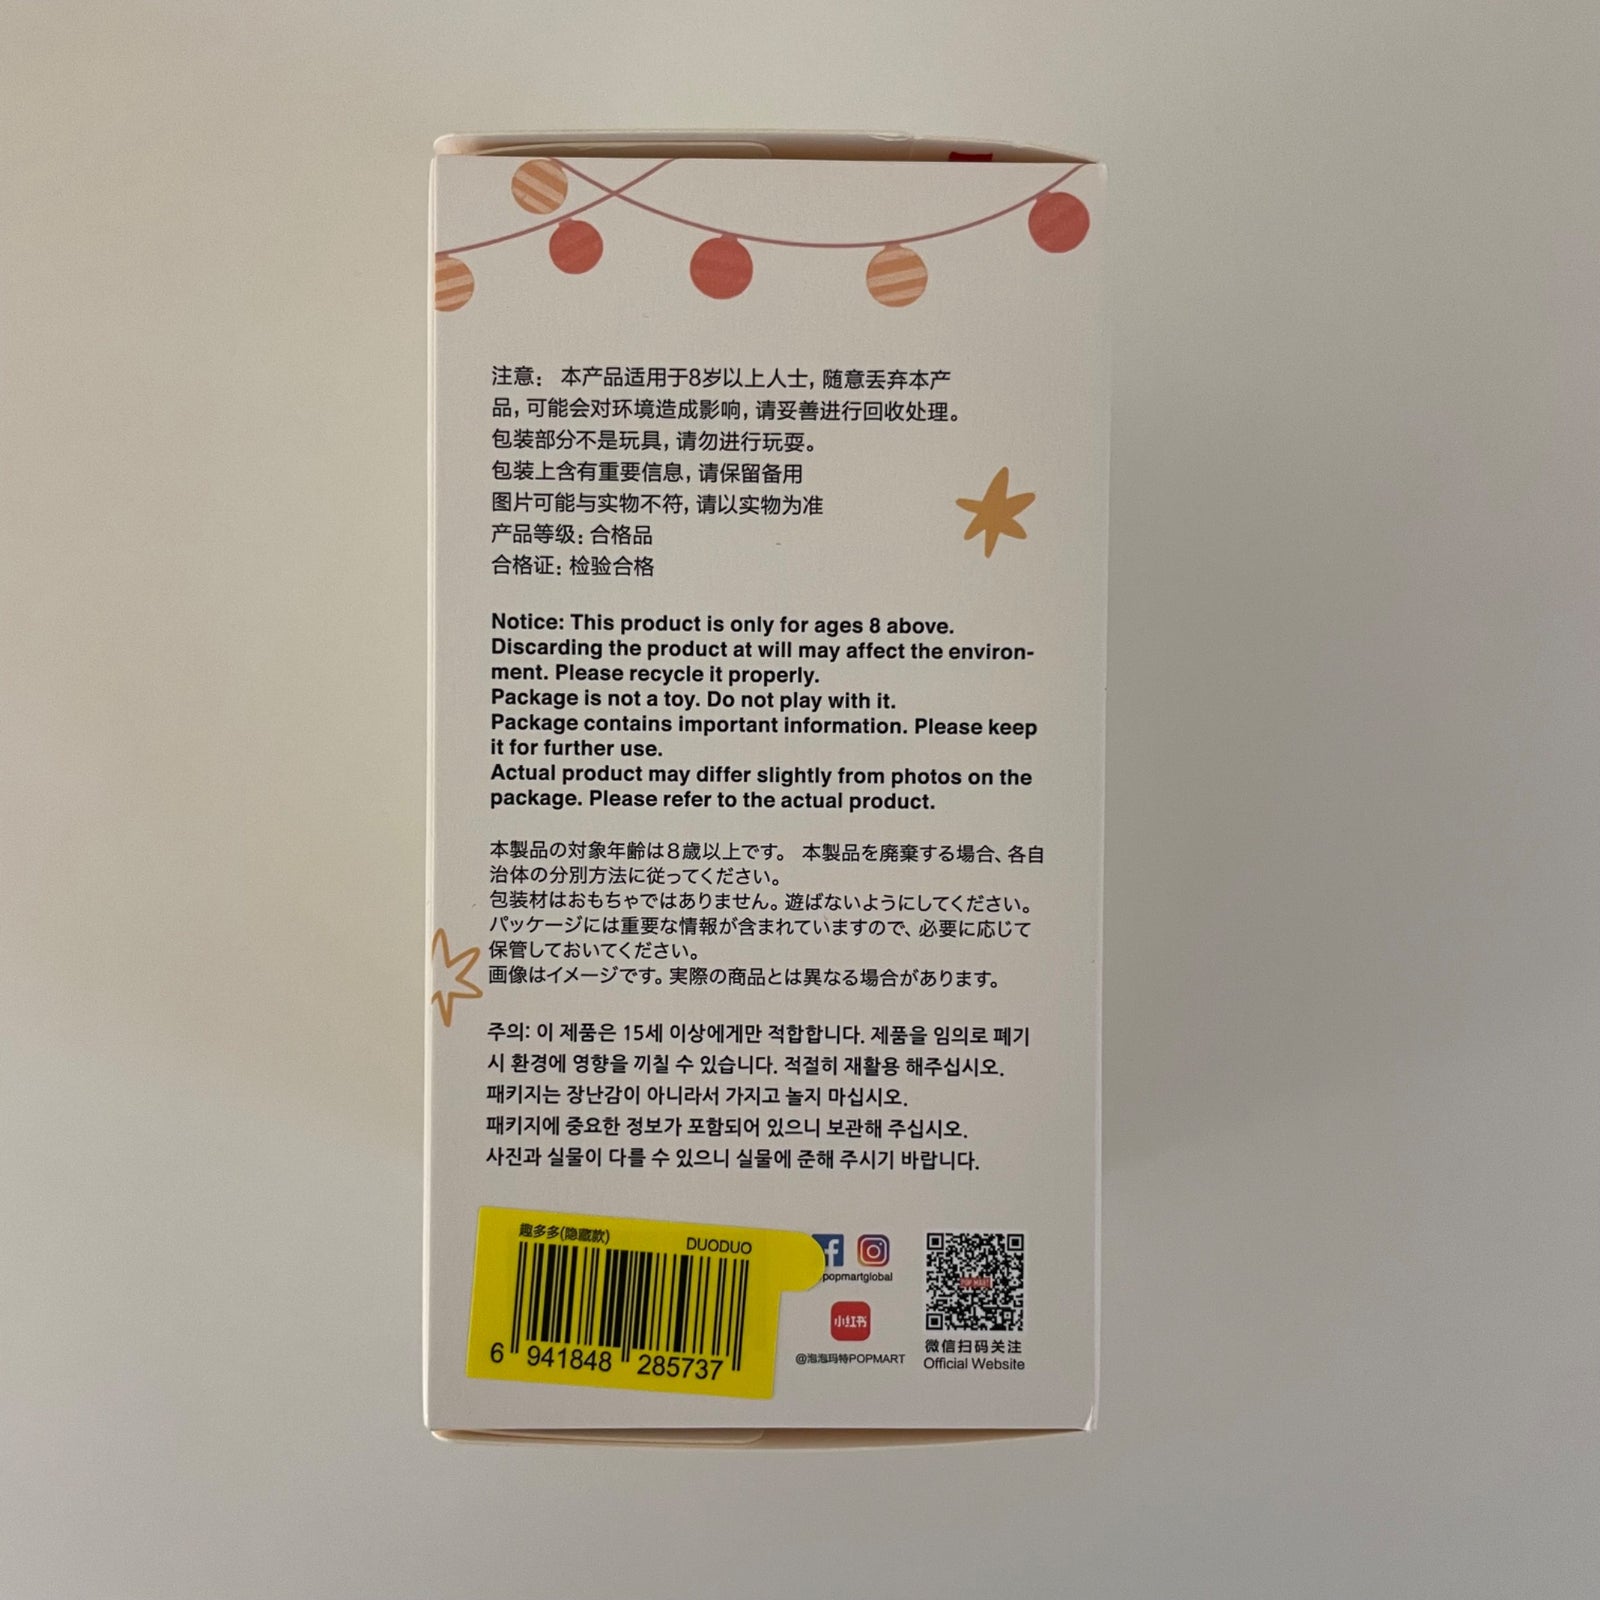 注意： 本产品适用于8岁以上人士，随意丢弃本产
品，可能会对环境造成影响，请妥善进行回收处理。
包装部分不是玩具，请勿进行玩耍。
包装上含有重要信息，请保留备用
图片可能与实物不符，请以实物为准
产品等级：合格品
合格证：检验合格
Notice: This product is only for ages 8 above.
Discarding the product at will may affect the environ-
ment. Please recycle it properly.
Package is not a toy. Do not play with it.
Package contains important information. Please keep
it for further use.
Actual product may differ slightly from photos on the
package. Please refer to the actual product.
本製品の対象年齢は8歳以上です。 本製品を廃棄する場合、各自
治体の分別方法に従ってください。
包装材はおもちゃではありません。遊ばないようにしてください。
パッケージには重要な情報が含まれていますので、必要に応じて
保管しておいてください。
画像はイメージです。実際の商品とは異なる場合があります。
주의: 이 제품은 15세 이상에게만 적합합니다. 제품을 임의로 폐기
시 환경에 영향을 끼칠 수 있습니다. 적절히 재활용 해주십시오.
패키지는 장난감이 아니라서 가지고 놀지 마십시오.
패키지에 중요한 정보가 포함되어 있으니 보관해 주십시오.
사진과 실물이 다를 수 있으니 실물에 준해 주시기 바랍니다.
趣多多(隐藏款) DUODUO
6 941848 285737
popmartglobal
小红书
@泡泡玛特POPMART
POP MART
微信扫码关注
Official Website